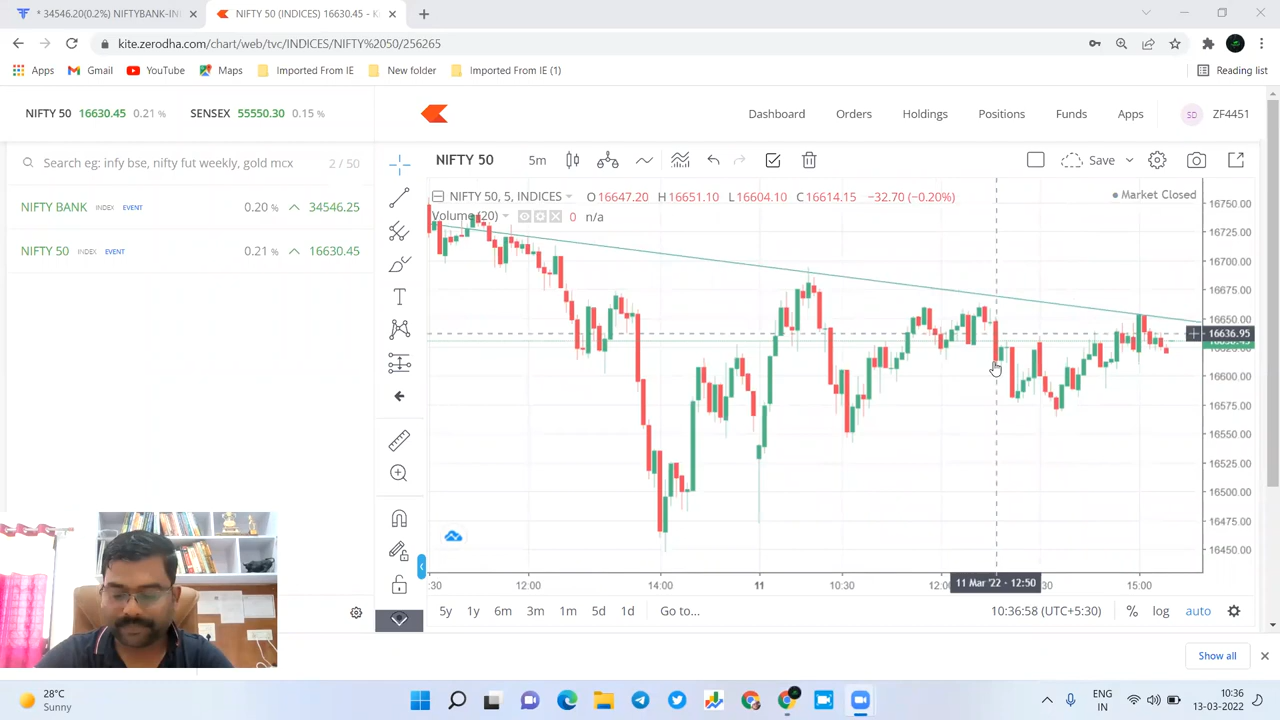 * 34546.20(0.2%) NIFTYBANK-IN
NIFTY 50 (INDICES) 16630.45 - K
kite.zerodha.com/chart/web/tvc/INDICES/NIFTY%2050/256265
Apps Gmail YouTube Maps Imported From IE New folder Imported From IE (1) Reading list
NIFTY 50 16630.45 0.21 % SENSEX 55550.30 0.15 %
Dashboard Orders Holdings Positions Funds Apps SD ZF4451
Search eg: infy bse, nifty fut weekly, gold mcx 2 / 50
NIFTY BANK INDEX EVENT 0.20 % 34546.25
NIFTY 50 INDEX EVENT 0.21 % 16630.45
NIFTY 50 5m Save
NIFTY 50, 5, INDICES O16647.20 H16651.10 L16604.10 C16614.15 −32.70 (−0.20%)
Market Closed
Volume (20) 0 n/a
16750.00
16725.00
16700.00
16675.00
16650.00
16636.95
16600.00
16575.00
16550.00
16525.00
16500.00
16475.00
16450.00
:30 12:00 14:00 11 10:30 12:0 11 Mar '22 - 12:50 :30 15:00
5y 1y 6m 3m 1m 5d 1d Go to... 10:36:58 (UTC+5:30) % log auto
Show all
28°C
Sunny
ENG
IN
10:36
13-03-2022